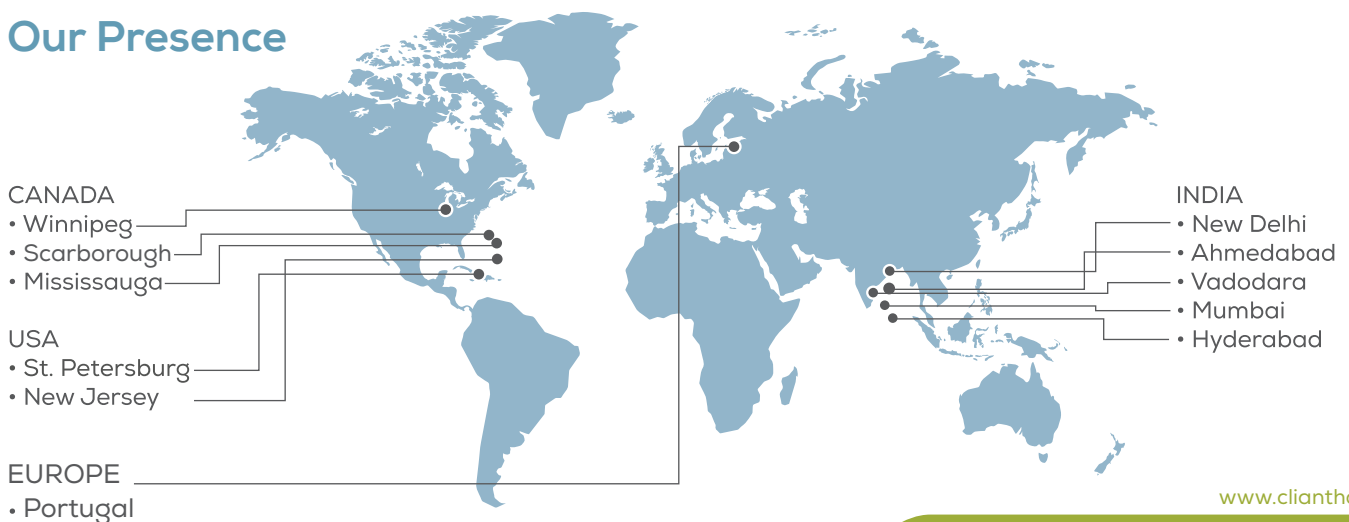 Our Presence
CANADA
• Winnipeg
• Scarborough
• Mississauga
USA
• St. Petersburg
• New Jersey
EUROPE
• Portugal
INDIA
• New Delhi
• Ahmedabad
• Vadodara
• Mumbai
• Hyderabad